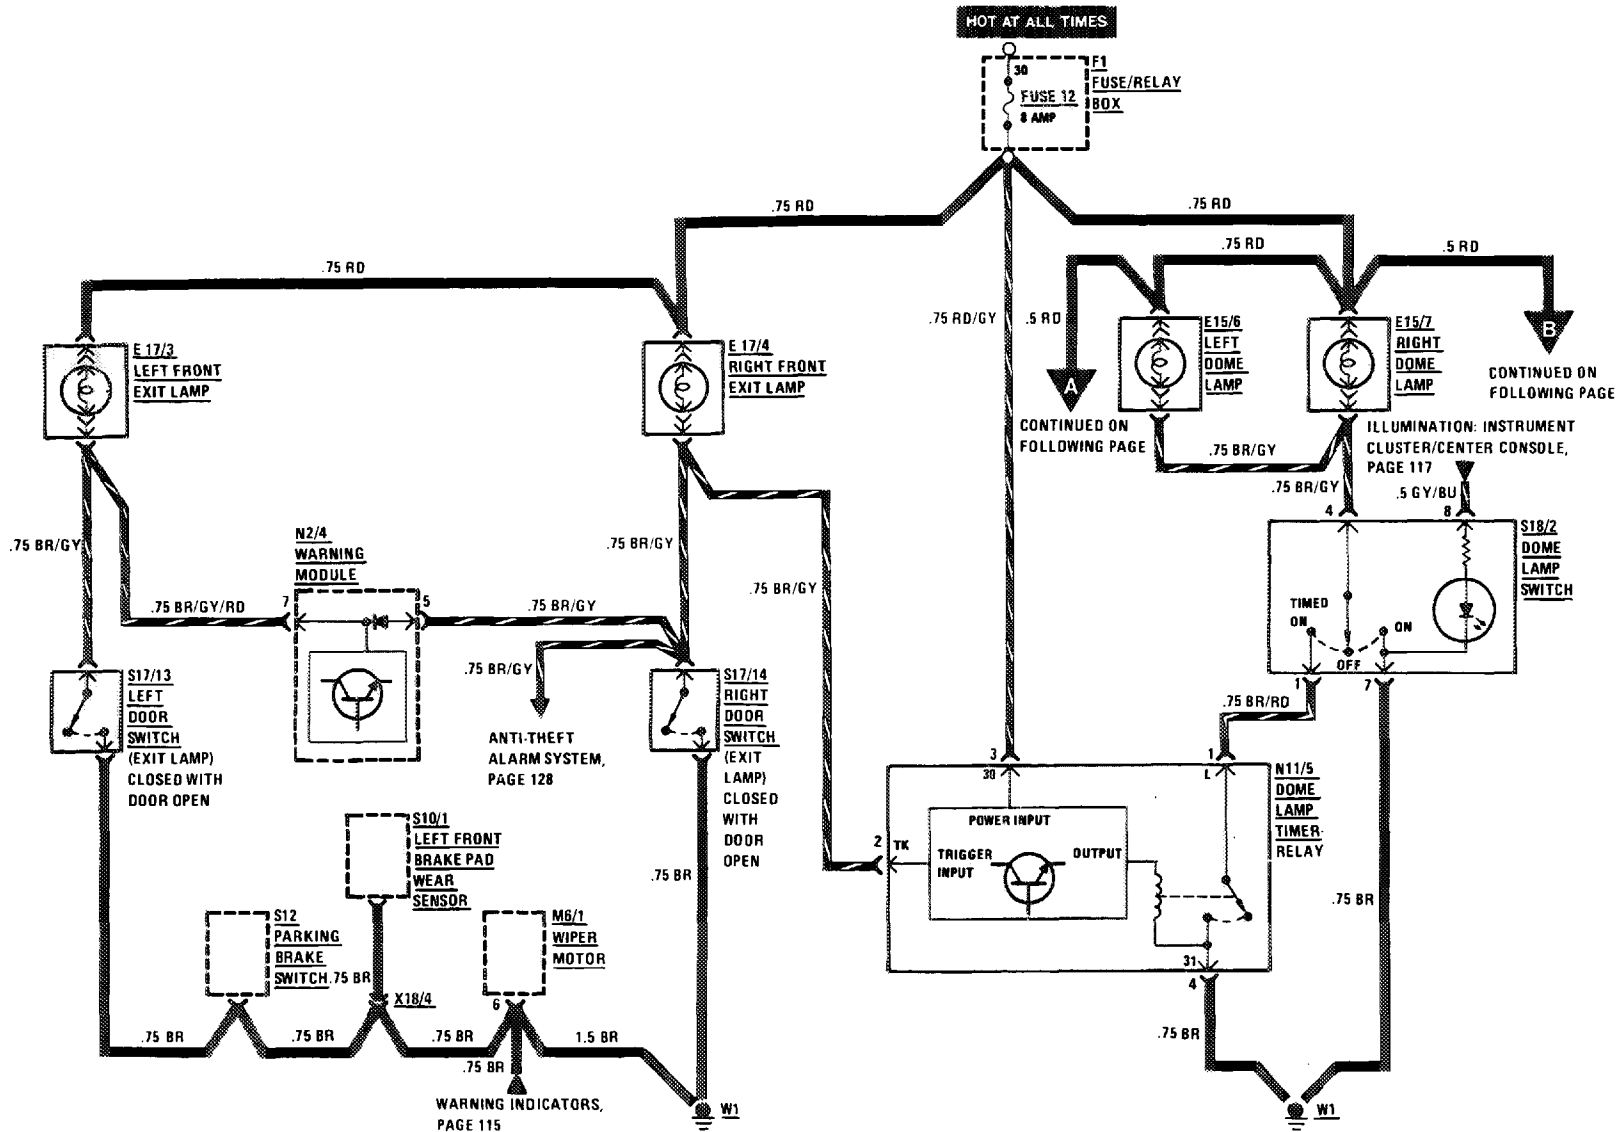 HOT AT ALL TIMES
30
FUSE 12
8 AMP
F1
FUSE/RELAY
BOX
.75 RD
.75 RD
.75 RD
.75 RD
.5 RD
.75 RD/GY
.5 RD
E 17/3
LEFT FRONT
EXIT LAMP
E 17/4
RIGHT FRONT
EXIT LAMP
E15/6
LEFT
DOME
LAMP
E15/7
RIGHT
DOME
LAMP
A
B
CONTINUED ON
FOLLOWING PAGE
CONTINUED ON
FOLLOWING PAGE
ILLUMINATION: INSTRUMENT
CLUSTER/CENTER CONSOLE,
PAGE 117
.75 BR/GY
.75 BR/GY
.5 GY/BU
4
8
S18/2
DOME
LAMP
SWITCH
TIMED
ON
ON
OFF
1
7
.75 BR/GY
N2/4
WARNING
MODULE
.75 BR/GY
.75 BR/GY
.75 BR/GY/RD
7
5
.75 BR/GY
.75 BR/GY
S17/13
LEFT
DOOR
SWITCH
(EXIT LAMP)
CLOSED WITH
DOOR OPEN
ANTI-THEFT
ALARM SYSTEM,
PAGE 128
S17/14
RIGHT
DOOR
SWITCH
(EXIT
LAMP)
CLOSED
WITH
DOOR
OPEN
.75 BR/RD
3
30
1
L
N11/5
DOME
LAMP
TIMER
RELAY
POWER INPUT
2
TK
TRIGGER
INPUT
OUTPUT
31
4
.75 BR
.75 BR
S10/1
LEFT FRONT
BRAKE PAD
WEAR
SENSOR
S12
PARKING
BRAKE
SWITCH
.75 BR
X18/4
M6/1
WIPER
MOTOR
6
.75 BR
.75 BR
.75 BR
1.5 BR
.75 BR
.75 BR
WARNING INDICATORS,
PAGE 115
W1
W1